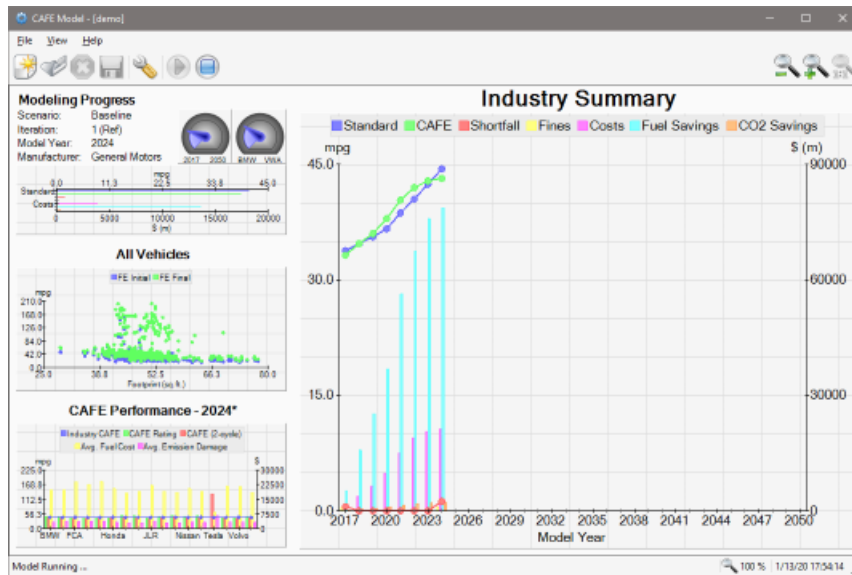 CAFE Model - [demo]
File View Help
Modeling Progress
Scenario: Baseline
Iteration: 1 (Ref)
Model Year: 2024
Manufacturer: General Motors
2017 2050 BMW VWA
mpg
0.0 11.3 22.5 33.8 45.0
Standard
Costs
0 5000 10000 15000 20000
$ (m)
All Vehicles
FE Initial FE Final
mpg
210.0
168.0
126.0
84.0
42.0
0.0
25.0 38.8 52.5 66.3 80.0
Footprint (sq. ft.)
CAFE Performance - 2024*
Industry CAFE CAFE Rating CAFE (2-cycle)
Avg. Fuel Cost Avg. Emission Damage
mpg $
225.0 30000
168.8 22500
112.5 15000
56.3 7500
0.0 0
BMW FCA Honda JLR Nissan Tesla Volvo
Industry Summary
Standard CAFE Shortfall Fines Costs Fuel Savings CO2 Savings
mpg $ (m)
45.0 90000
30.0 60000
15.0 30000
0.0 0
2017 2020 2023 2026 2029 2032 2035 2038 2041 2044 2047 2050
Model Year
Model Running ...
100 % 1/13/20 17:54:14